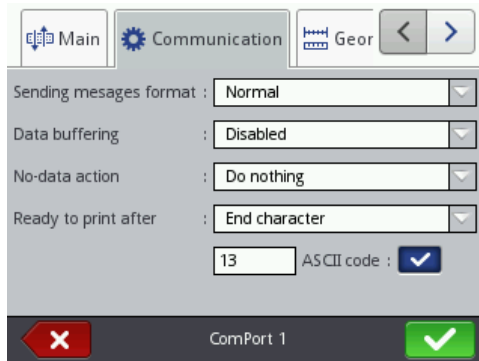 Main Communication Geor
Sending mesages format : Normal
Data buffering : Disabled
No-data action : Do nothing
Ready to print after : End character
13 ASCII code :
ComPort 1